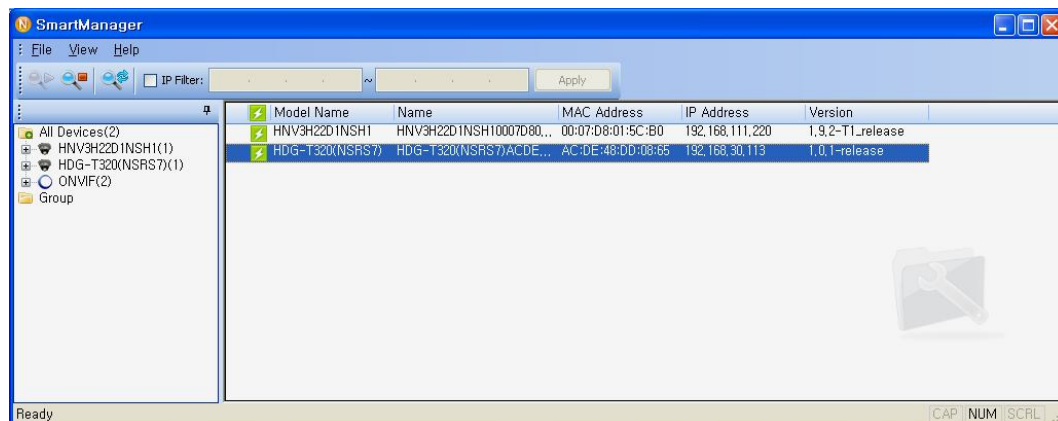 SmartManager
File View Help
IP Filter: . . . ~ . . . Apply
All Devices(2)
HNV3H22D1NSH1(1)
HDG-T320(NSRS7)(1)
ONVIF(2)
Group
Model Name Name MAC Address IP Address Version
HNV3H22D1NSH1 HNV3H22D1NSH10007D80... 00:07:D8:01:5C:B0 192,168,111,220 1,9,2-T1_release
HDG-T320(NSRS7) HDG-T320(NSRS7)ACDE... AC:DE:48:DD:08:65 192,168,30,113 1,0,1-release
Ready CAP NUM SCRL